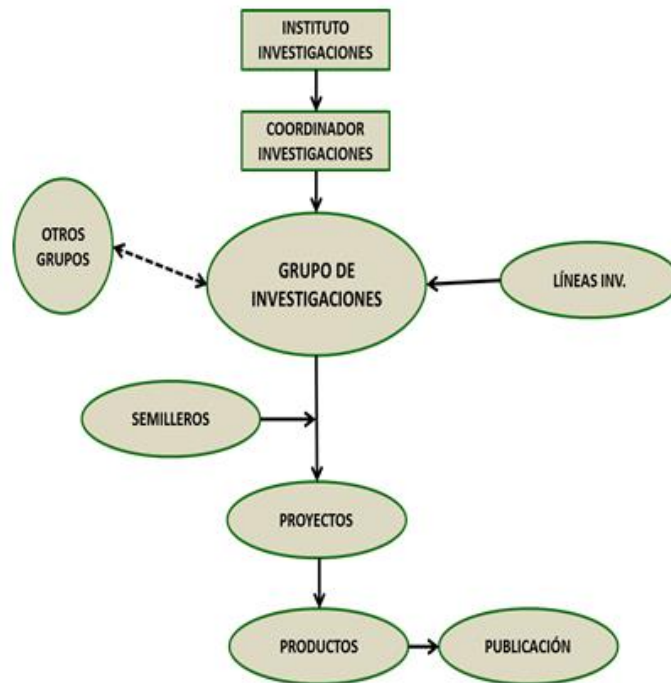 INSTITUTO
INVESTIGACIONES
COORDINADOR
INVESTIGACIONES
OTROS
GRUPOS
GRUPO DE
INVESTIGACIONES
LÍNEAS INV.
SEMILLEROS
PROYECTOS
PRODUCTOS
PUBLICACIÓN